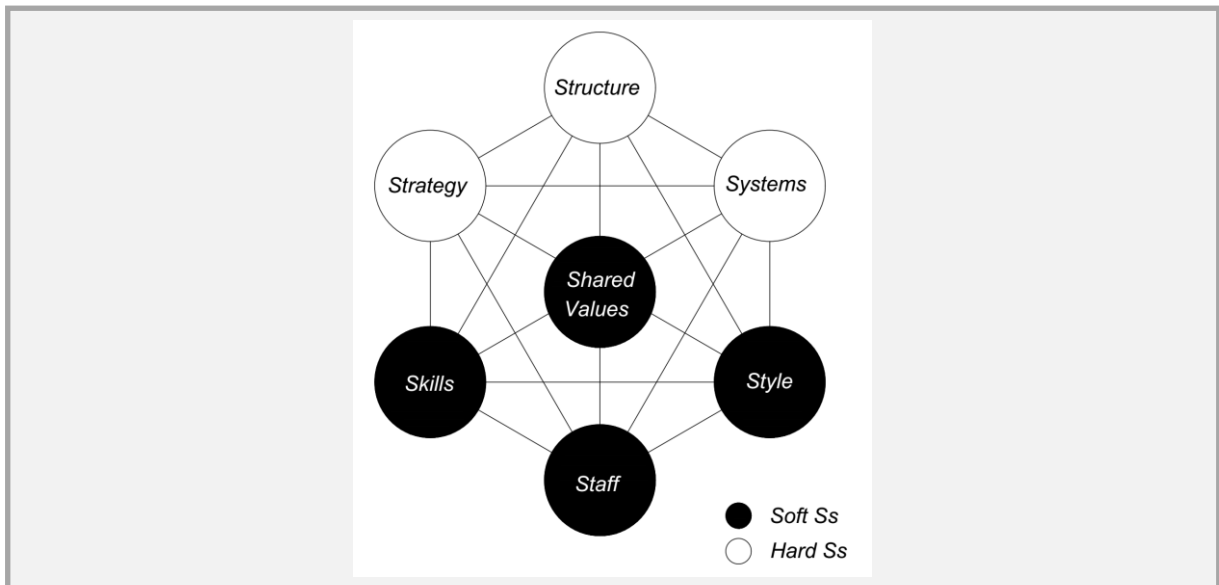 Structure
Strategy
Systems
Shared
Values
Skills
Style
Staff
Soft Ss
Hard Ss